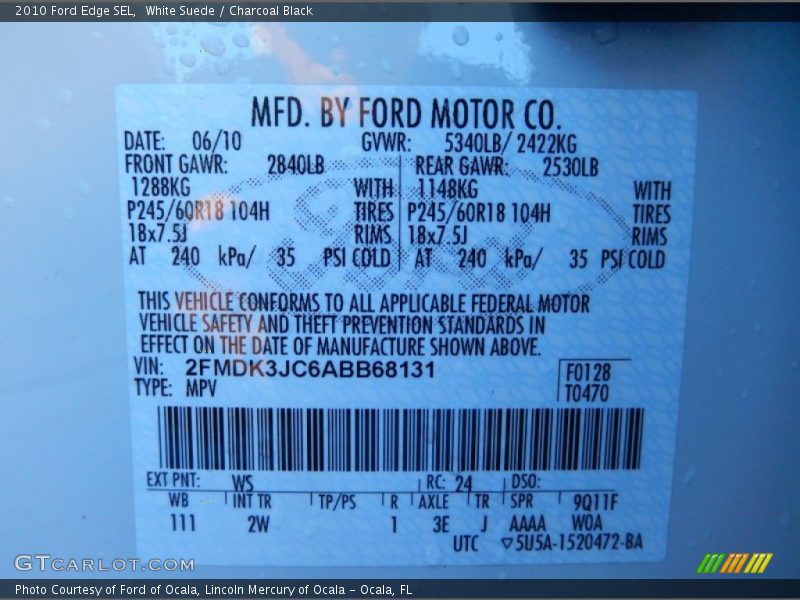 2010 Ford Edge SEL, White Suede / Charcoal Black
MFD. BY FORD MOTOR CO.
DATE: 06/10 GVWR: 5340LB/ 2422KG
FRONT GAWR: 2840LB REAR GAWR: 2530LB
1288KG WITH 1148KG WITH
P245/60R18 104H TIRES P245/60R18 104H TIRES
18x7.5J RIMS 18x7.5J RIMS
AT 240 kPa/ 35 PSI COLD AT 240 kPa/ 35 PSI COLD
Ford
THIS VEHICLE CONFORMS TO ALL APPLICABLE FEDERAL MOTOR
VEHICLE SAFETY AND THEFT PREVENTION STANDARDS IN
EFFECT ON THE DATE OF MANUFACTURE SHOWN ABOVE.
VIN: 2FMDK3JC6ABB68131 F0128
TYPE: MPV T0470
EXT PNT: WS RC: 24 DSO:
WB INT TR TP/PS R AXLE TR SPR 9Q11F
111 2W 1 3E J AAAA WOA
UTC ▽5U5A-1520472-BA
GTCARLOT.COM
Photo Courtesy of Ford of Ocala, Lincoln Mercury of Ocala - Ocala, FL